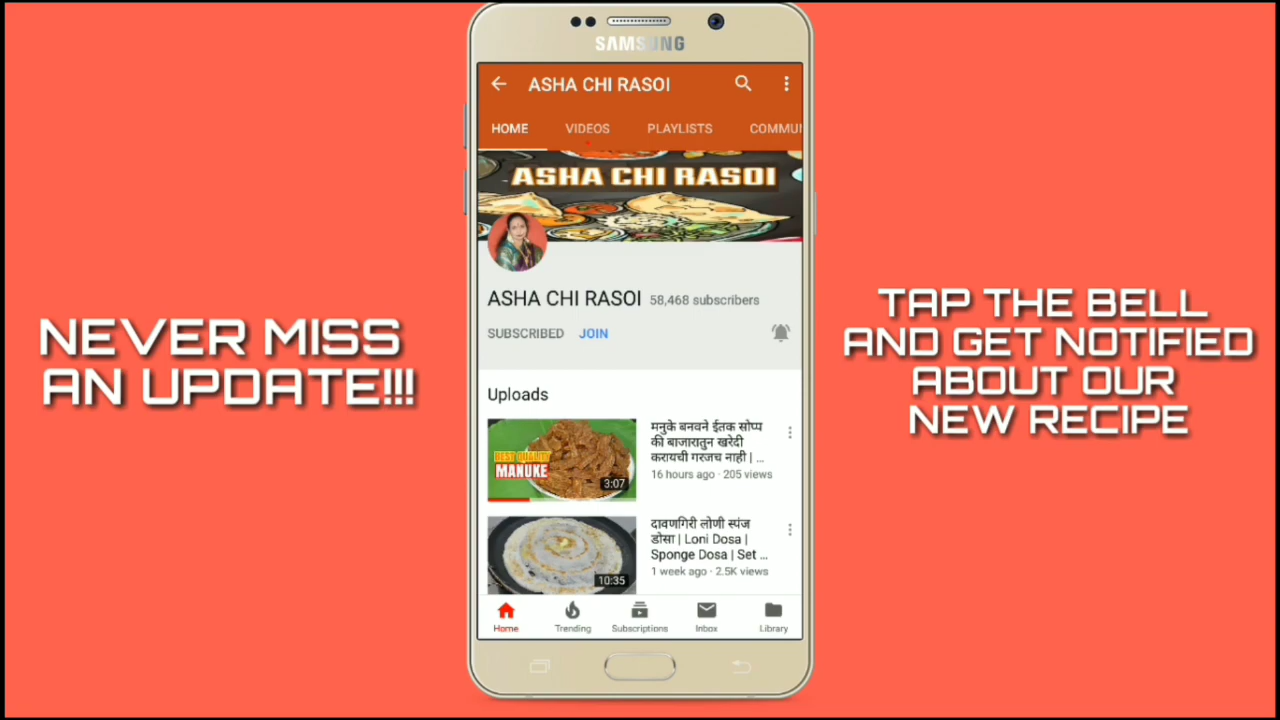 SAMSUNG
ASHA CHI RASOI
HOME VIDEOS PLAYLISTS COMMU
ASHA CHI RASOI
ASHA CHI RASOI 58,468 subscribers
SUBSCRIBED JOIN
NEVER MISS
AN UPDATE!!!
TAP THE BELL
AND GET NOTIFIED
ABOUT OUR
NEW RECIPE
Uploads
BEST QUALITY
MANUKE
3:07
मनुके बनवने ईतक सोप्प
की बाजारातुन खरेदी
करायची गरजच नाही | ...
16 hours ago · 205 views
10:35
दावणगिरी लोणी स्पंज
डोसा | Loni Dosa |
Sponge Dosa | Set ...
1 week ago · 2.5K views
Home Trending Subscriptions Inbox Library